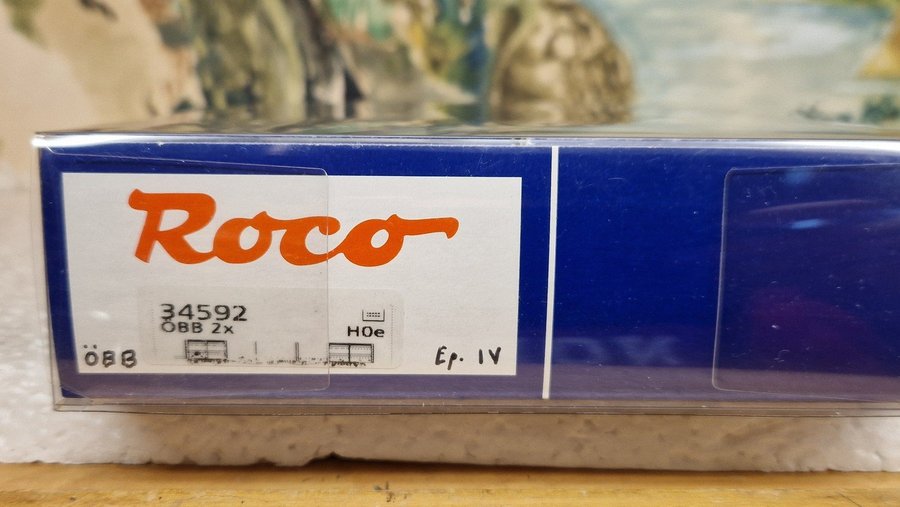 Roco
34592
ÖBB 2x
H0e
ÖBB
Ep. IV